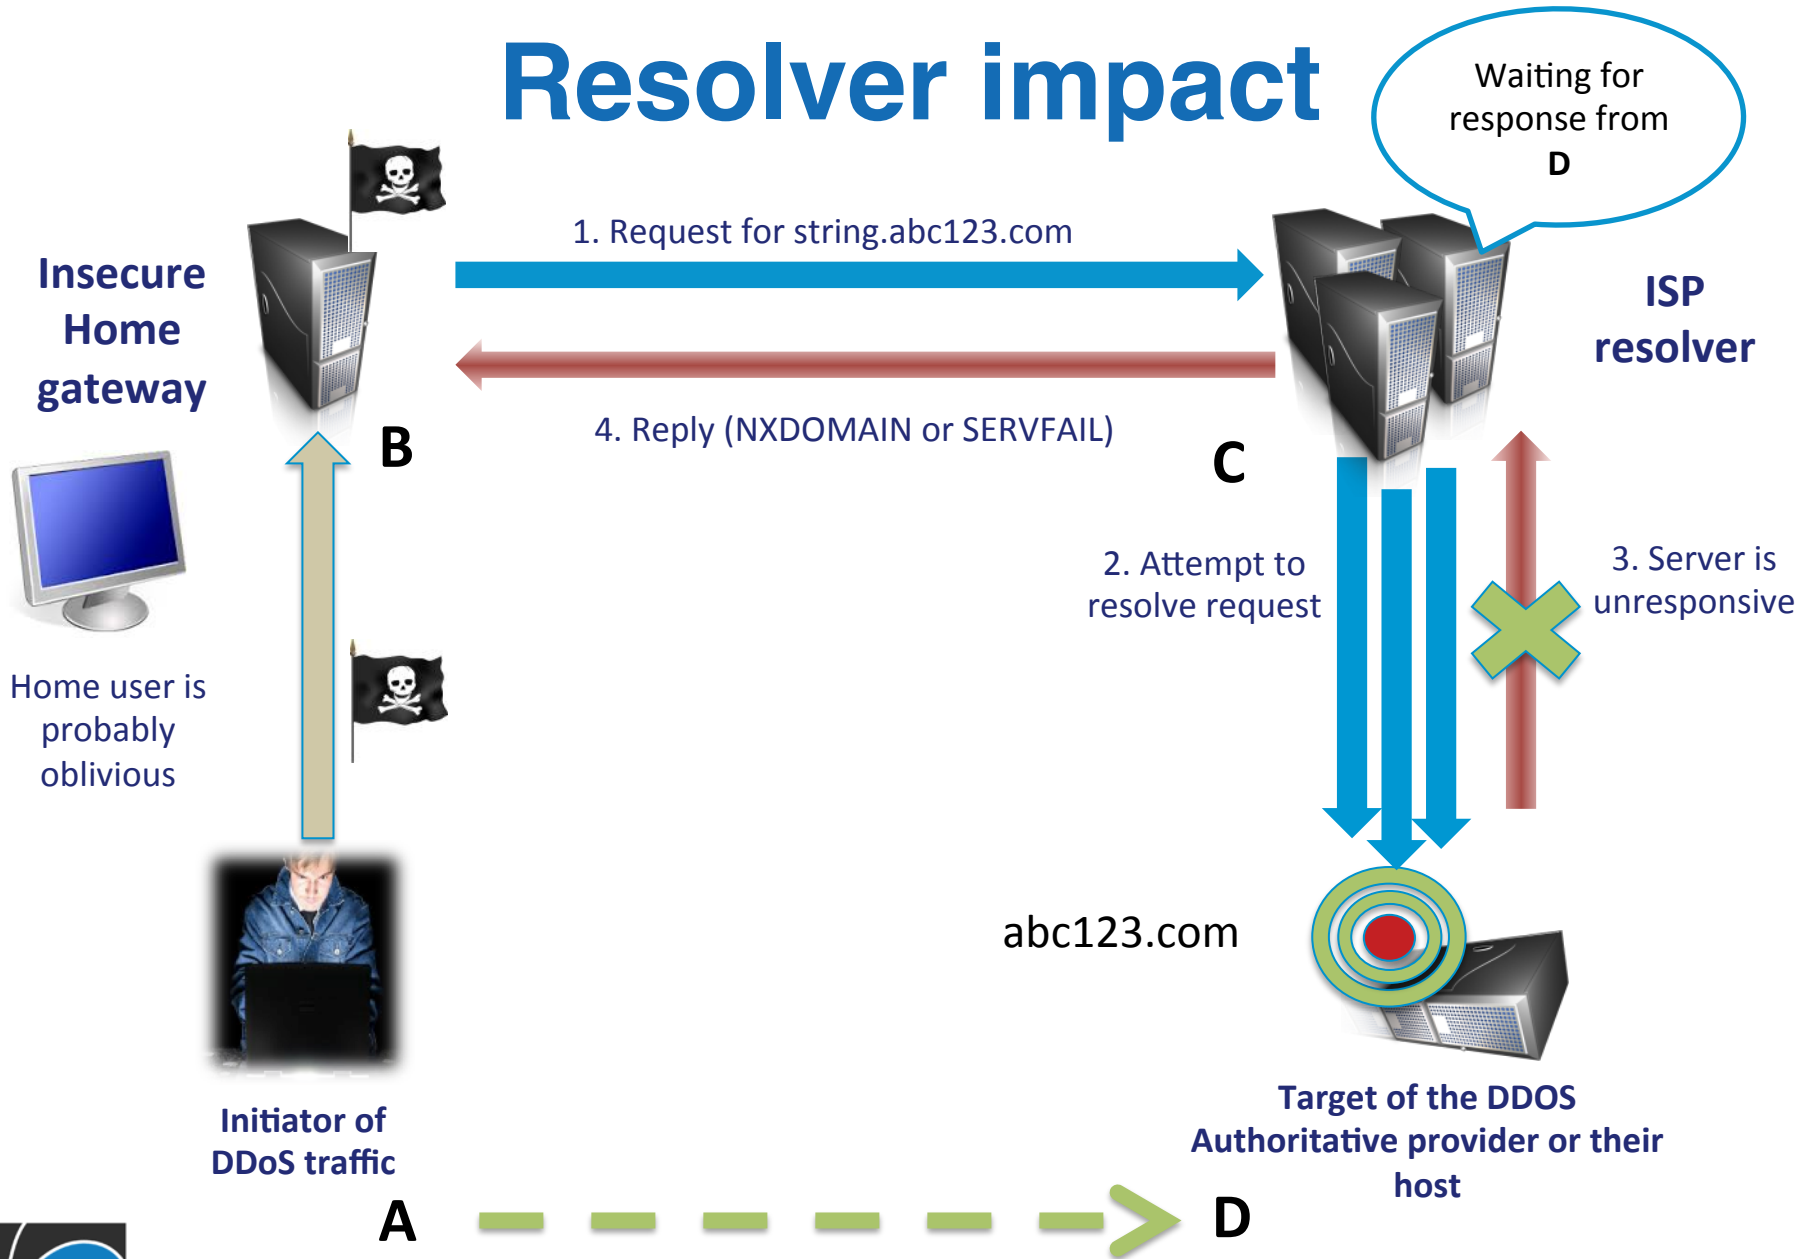 Resolver impact
Waiting for
response from
D
1. Request for string.abc123.com
Insecure
Home
gateway
ISP
resolver
4. Reply (NXDOMAIN or SERVFAIL)
B
C
2. Attempt to
resolve request
3. Server is
unresponsive
Home user is
probably
oblivious
abc123.com
Initiator of
DDoS traffic
Target of the DDOS
Authoritative provider or their
host
A
D